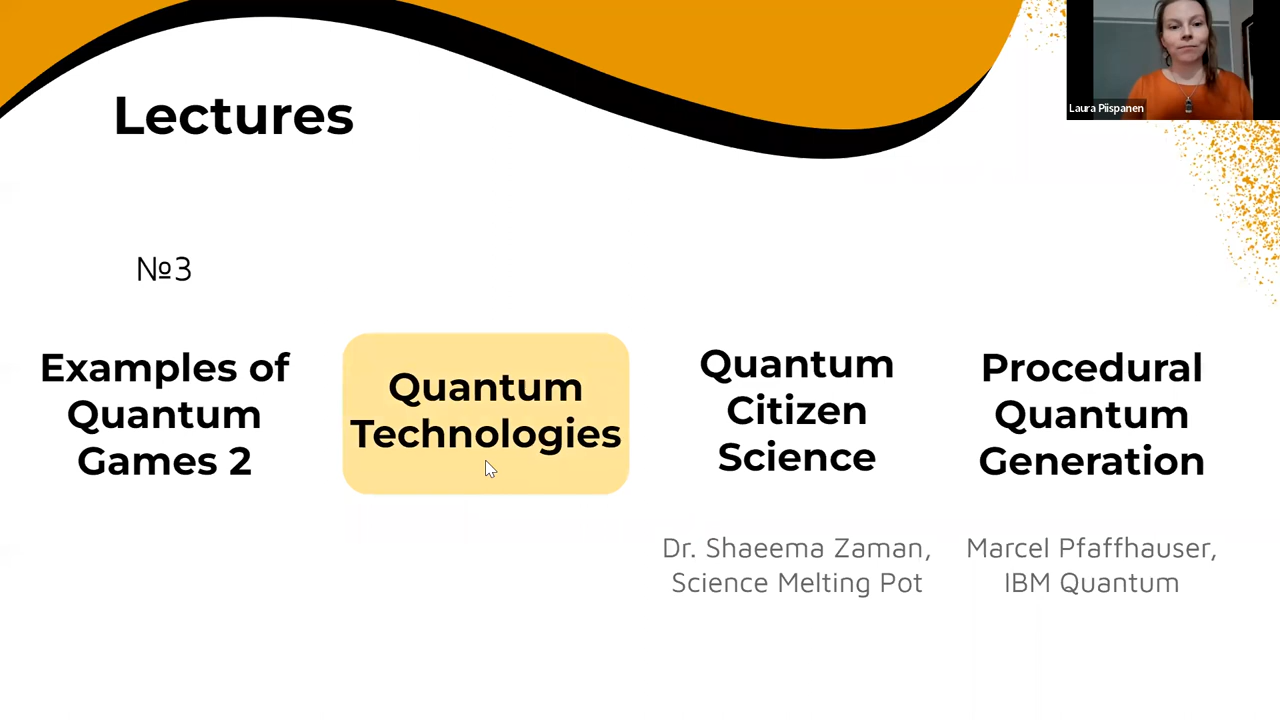 Laura Piispanen
Lectures
№3
Examples of
Quantum
Games 2
Quantum
Technologies
Quantum
Citizen
Science
Dr. Shaeema Zaman,
Science Melting Pot
Procedural
Quantum
Generation
Marcel Pfaffhauser,
IBM Quantum